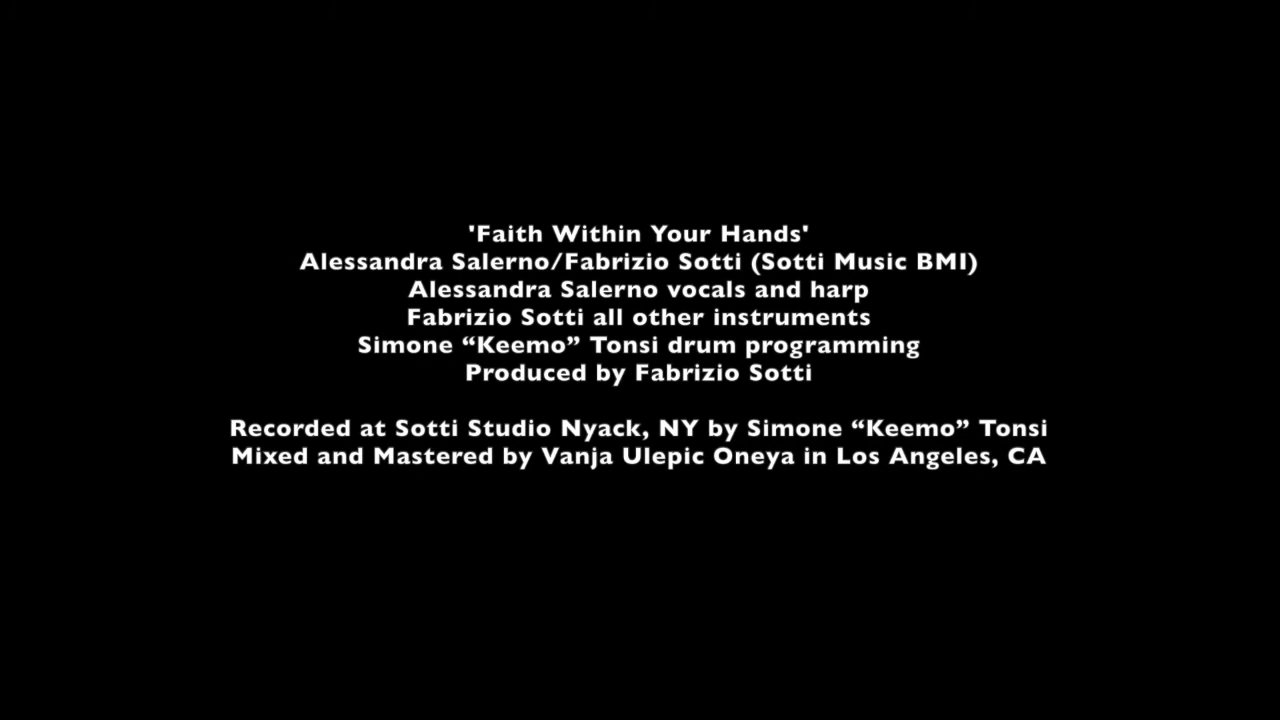 'Faith Within Your Hands'
Alessandra Salerno/Fabrizio Sotti (Sotti Music BMI)
Alessandra Salerno vocals and harp
Fabrizio Sotti all other instruments
Simone “Keemo” Tonsi drum programming
Produced by Fabrizio Sotti
Recorded at Sotti Studio Nyack, NY by Simone “Keemo” Tonsi
Mixed and Mastered by Vanja Ulepic Oneya in Los Angeles, CA